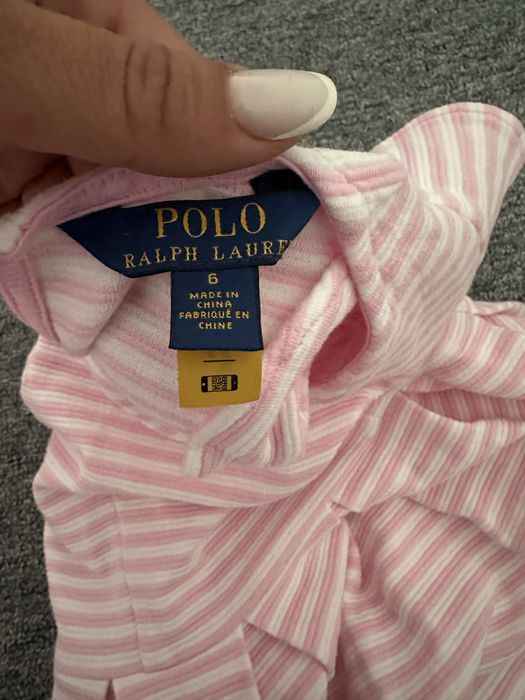 POLO
RALPH LAURE
6
MADE IN
CHINA
FABRIQUÉ EN
CHINE